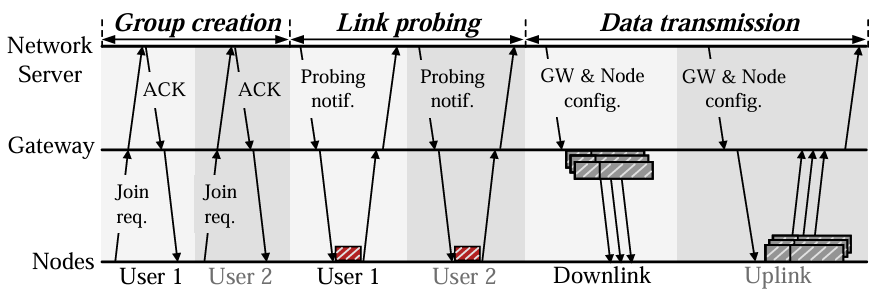 Group creation Link probing Data transmission
Network
Server
ACK ACK
Probing
notif.
Probing
notif.
GW & Node
config.
GW & Node
config.
Gateway
Join
req.
Join
req.
Nodes
User 1 User 2 User 1 User 2 Downlink Uplink